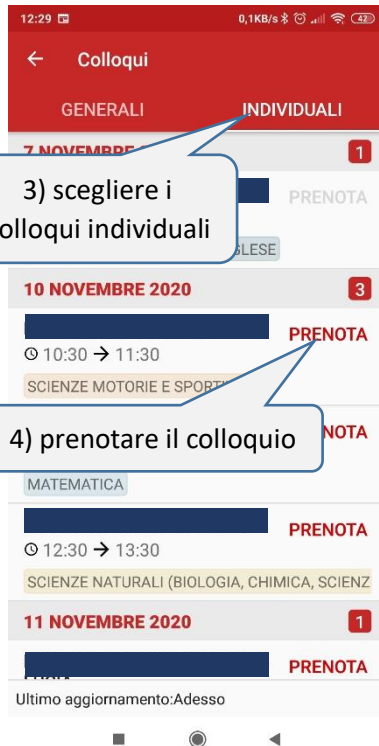 12:29 0,1KB/s 42
Colloqui
GENERALI INDIVIDUALI
7 NOVEMBRE 1
3) scegliere i
olloqui individuali
PRENOTA
GLESE
10 NOVEMBRE 2020 3
PRENOTA
10:30 → 11:30
SCIENZE MOTORIE E SPORTI
4) prenotare il colloquio
NOTA
MATEMATICA
PRENOTA
12:30 → 13:30
SCIENZE NATURALI (BIOLOGIA, CHIMICA, SCIENZ
11 NOVEMBRE 2020 1
PRENOTA
Ultimo aggiornamento:Adesso